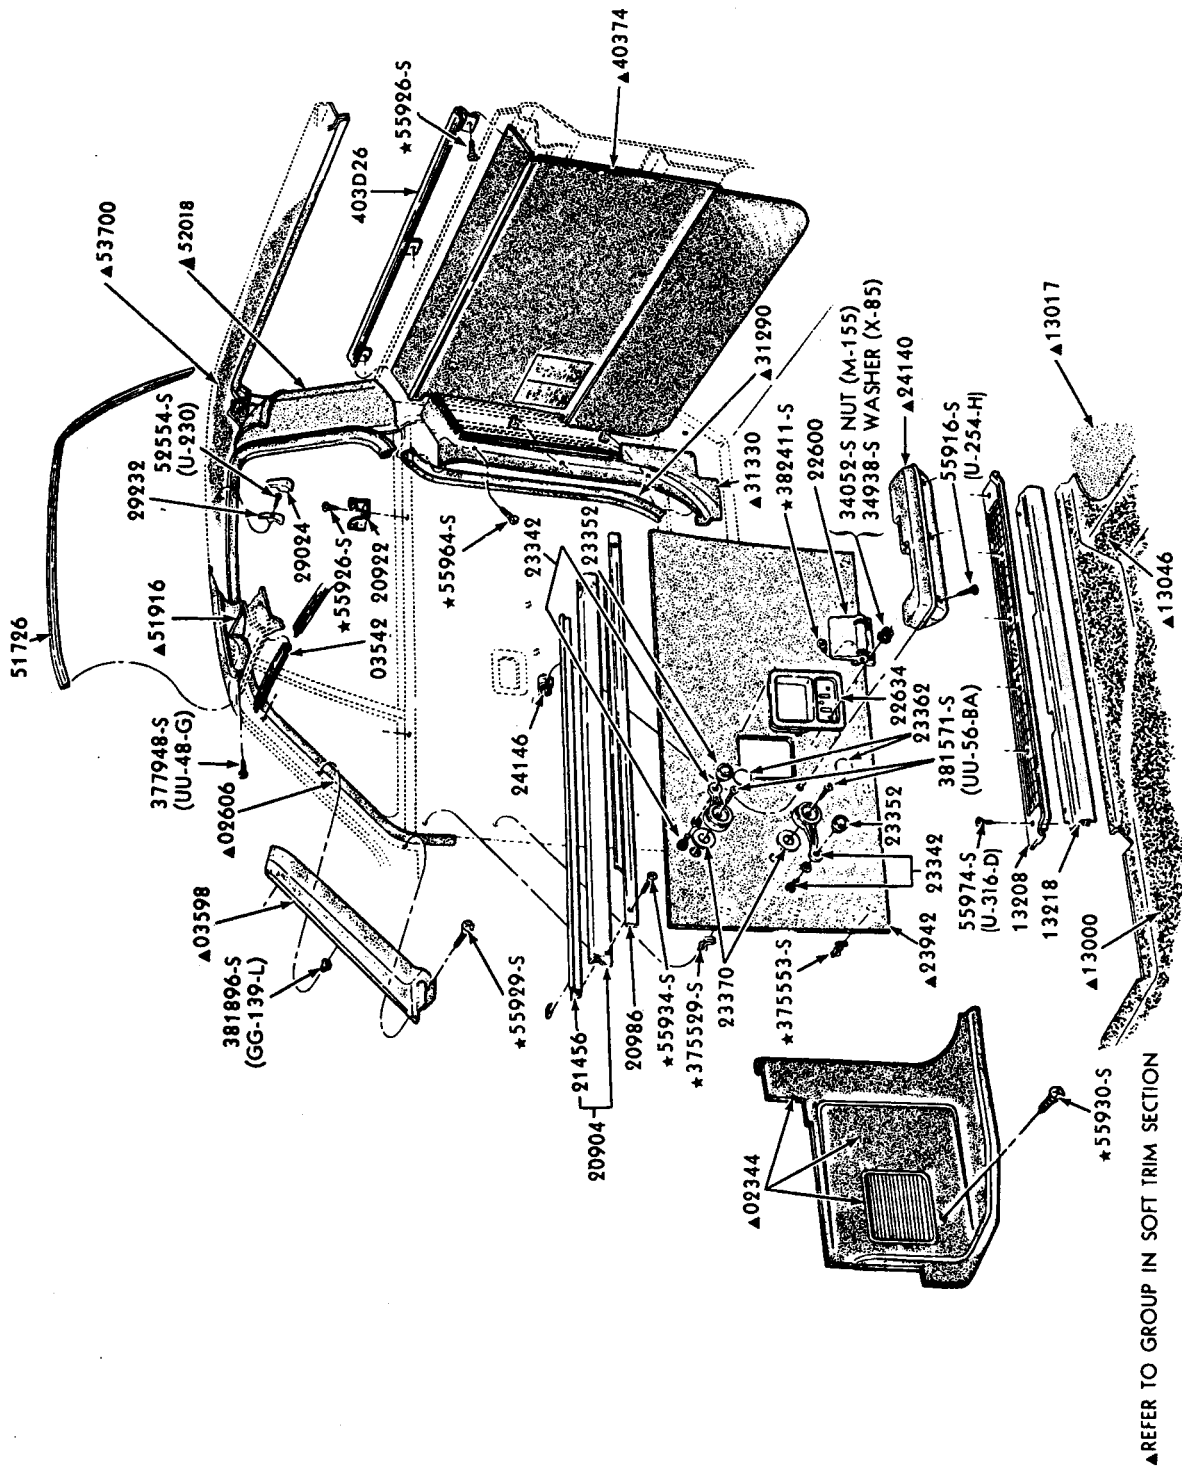 51726
▲53700
▲52018
403D26
★55926-S
▲40374
29232
52554-S
(U-230)
29024
★55926-S
20922
▲51916
03542
377948-S
(UU-48-G)
▲02606
▲03598
381896-S
(GG-139-L)
★55929-S
★55964-S
23342
23352
▲31290
▲31330
★382411-S
22600
34052-S NUT (M-155)
34938-S WASHER (X-85)
▲24140
55916-S
(U-254-H)
▲13017
▲13046
24146
22634
23362
381571-S
(UU-56-BA)
23352
23342
▲23942
55974-S
(U-316-D)
13208
13218
▲13000
21456
20904
20986
★55934-S
★375529-S
23370
★375553-S
▲02344
★55930-S
▲REFER TO GROUP IN SOFT TRIM SECTION